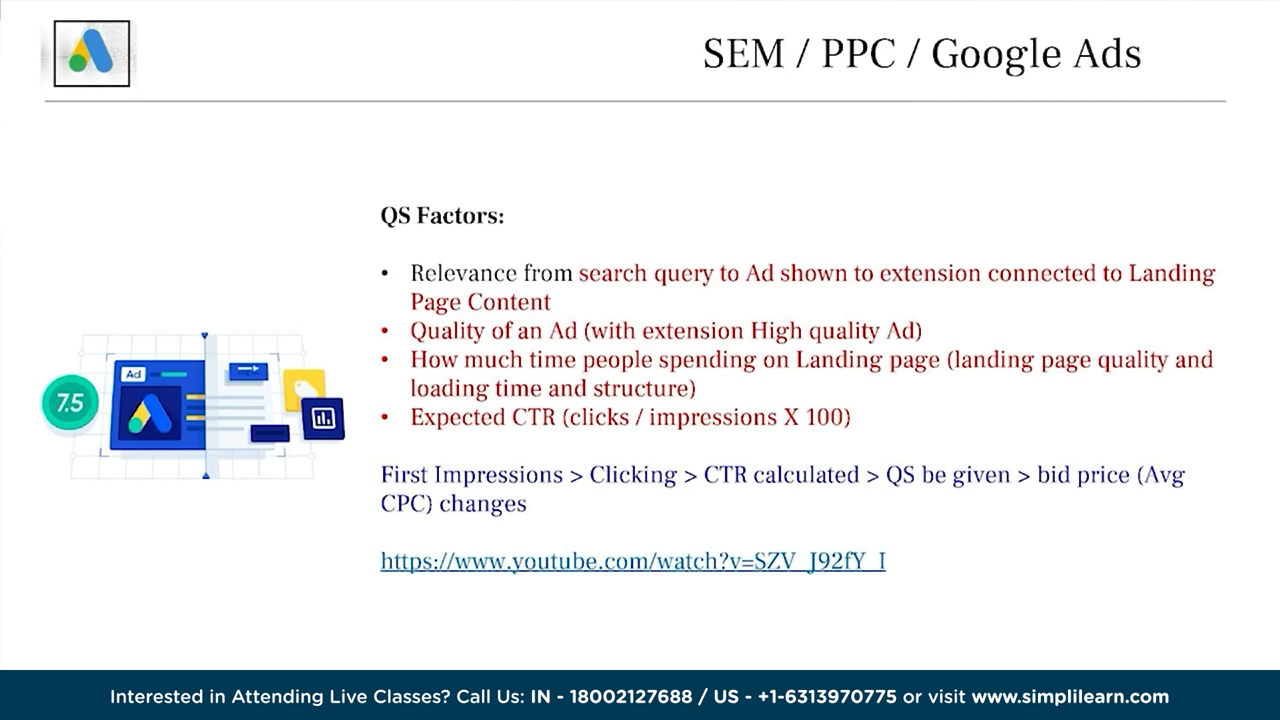 SEM / PPC / Google Ads
QS Factors:
• Relevance from search query to Ad shown to extension connected to Landing
Page Content
• Quality of an Ad (with extension High quality Ad)
• How much time people spending on Landing page (landing page quality and
loading time and structure)
• Expected CTR (clicks / impressions X 100)
First Impressions > Clicking > CTR calculated > QS be given > bid price (Avg
CPC) changes
https://www.youtube.com/watch?v=SZV_J92fY_I
Ad
7.5
Interested in Attending Live Classes? Call Us: IN - 18002127688 / US - +1-6313970775 or visit www.simplilearn.com